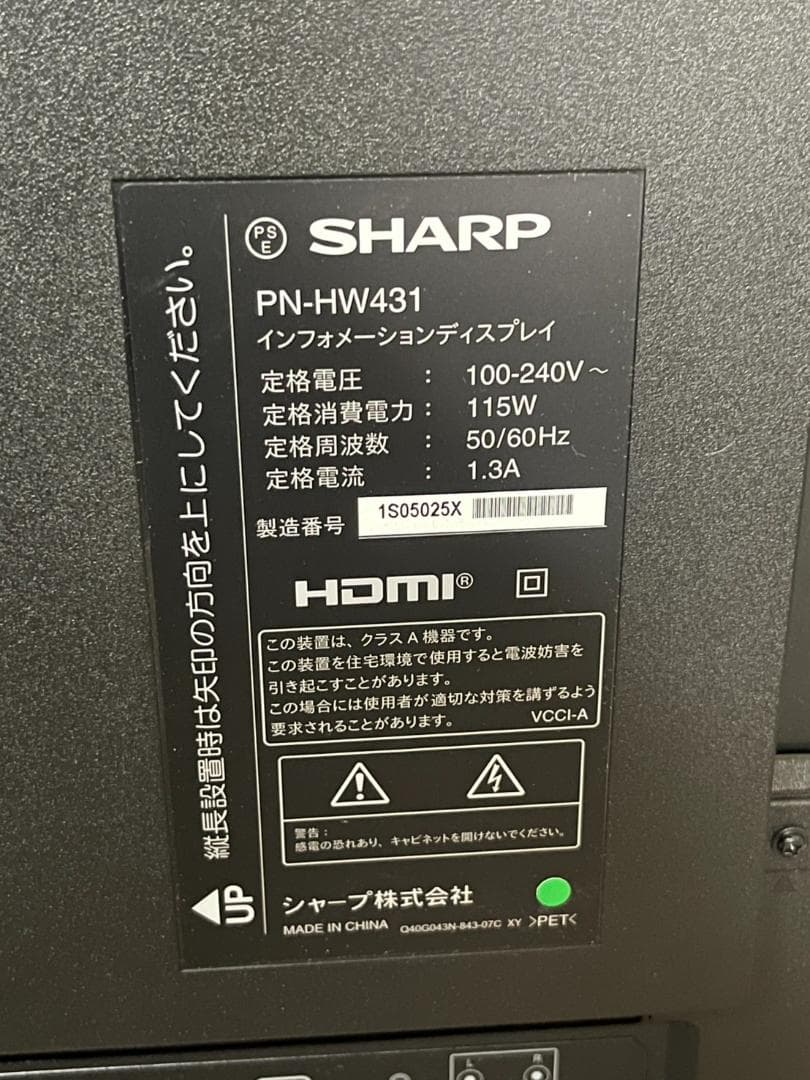 縦長設置時は矢印の方向を上にしてください。
UP
PS
E
SHARP
PN-HW431
インフォメーションディスプレイ
定格電圧 : 100-240V～
定格消費電力 : 115W
定格周波数 : 50/60Hz
定格電流 : 1.3A
製造番号 1S05025X
HDMI®
この装置は、クラス A 機器です。
この装置を住宅環境で使用すると電波妨害を
引き起こすことがあります。
この場合には使用者が適切な対策を講ずるよう
要求されることがあります。 VCCI-A
警告：
感電の恐れあり、キャビネットを開けないでください。
シャープ株式会社
MADE IN CHINA Q40G043N-843-07C XY >PET<
L R